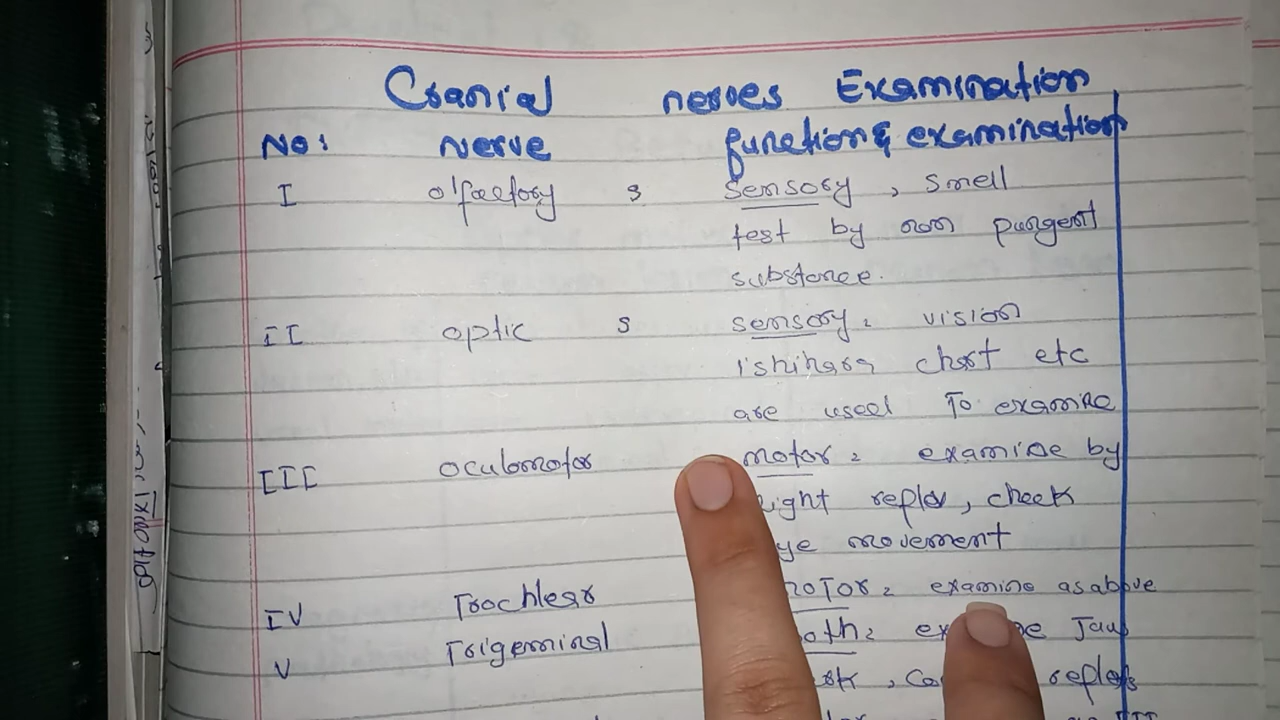 Cranial nerves Examination
No: Nerve function & examination
I olfactory s sensory, smell
test by non pungent
substance.
II optic s sensory: vision
ishihara chart etc
are used To examine
III oculomotor motor: examine by
light reflex, check
eye movement
IV Trochlear motor: examine as above
V Trigeminal both: examine Jaw
reflex